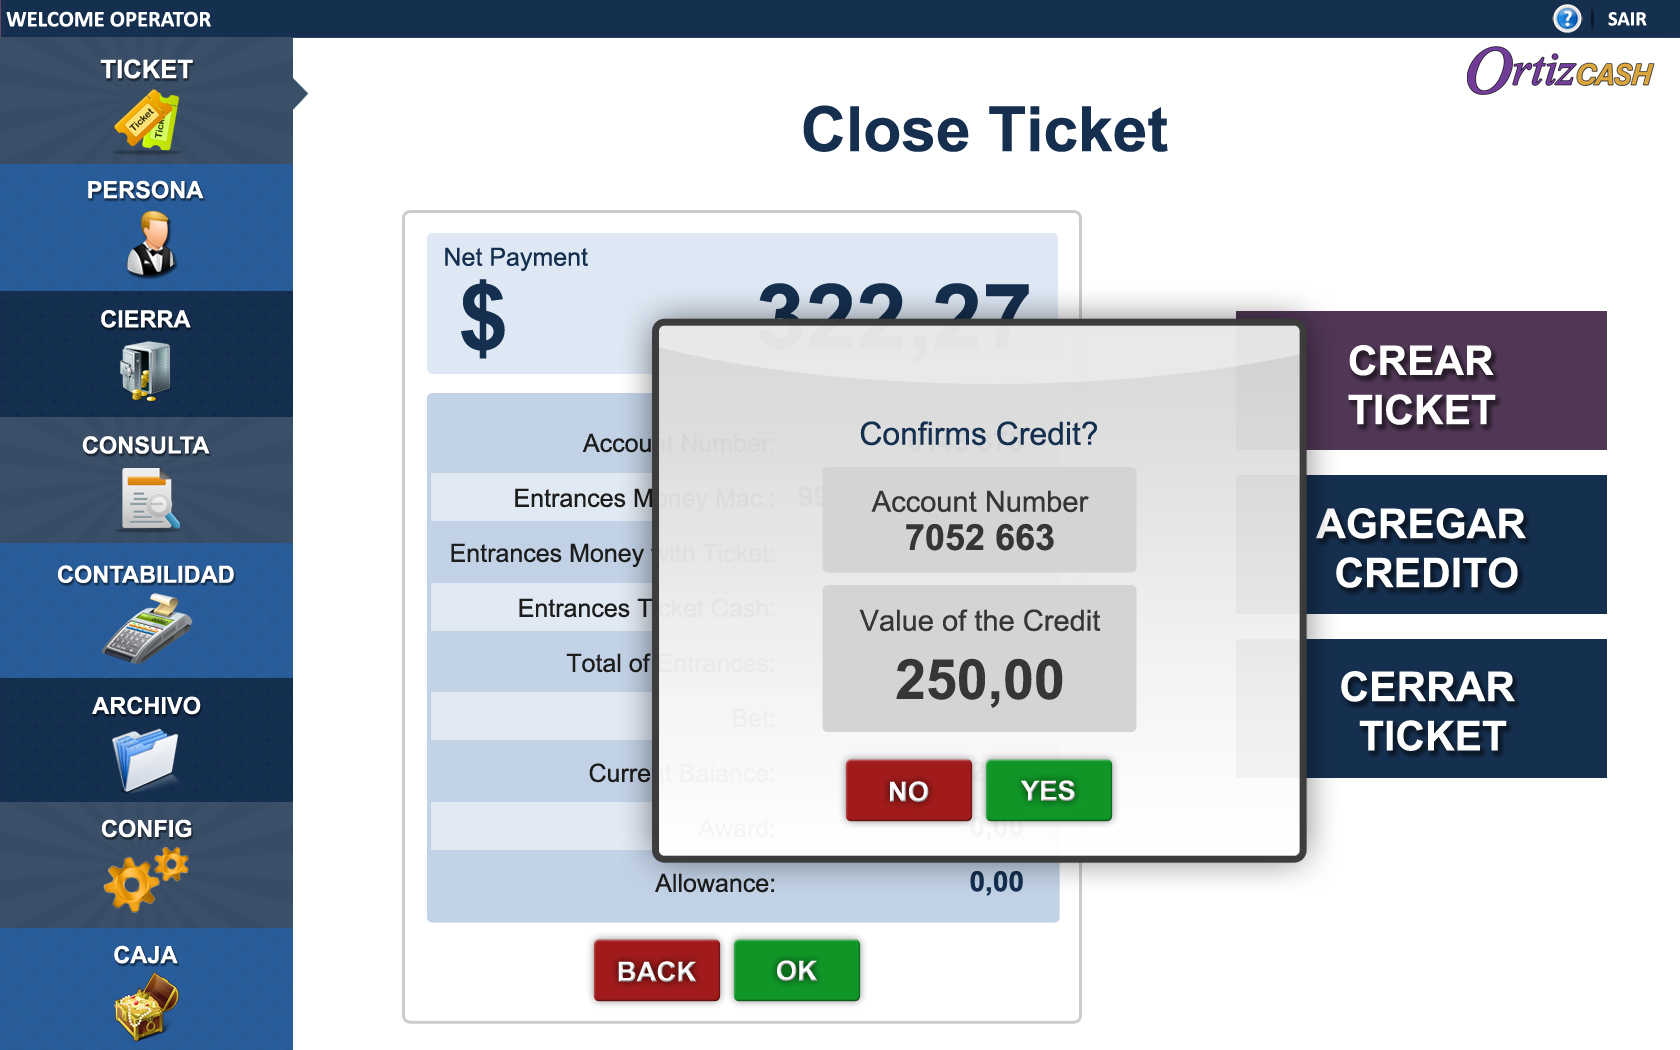 WELCOME OPERATOR
?
SAIR
TICKET
Ticket
PERSONA
CIERRA
CONSULTA
CONTABILIDAD
ARCHIVO
CONFIG
CAJA
OrtizCASH
Close Ticket
Net Payment
$ 322,27
Account Number:
Entrances Money Mac.:
Entrances Money with Ticket:
Entrances Ticket Cash:
Total of Entrances:
Bet:
Current Balance:
Award: 0,00
Allowance: 0,00
BACK
OK
Confirms Credit?
Account Number
7052 663
Value of the Credit
250,00
NO
YES
CREAR
TICKET
AGREGAR
CREDITO
CERRAR
TICKET